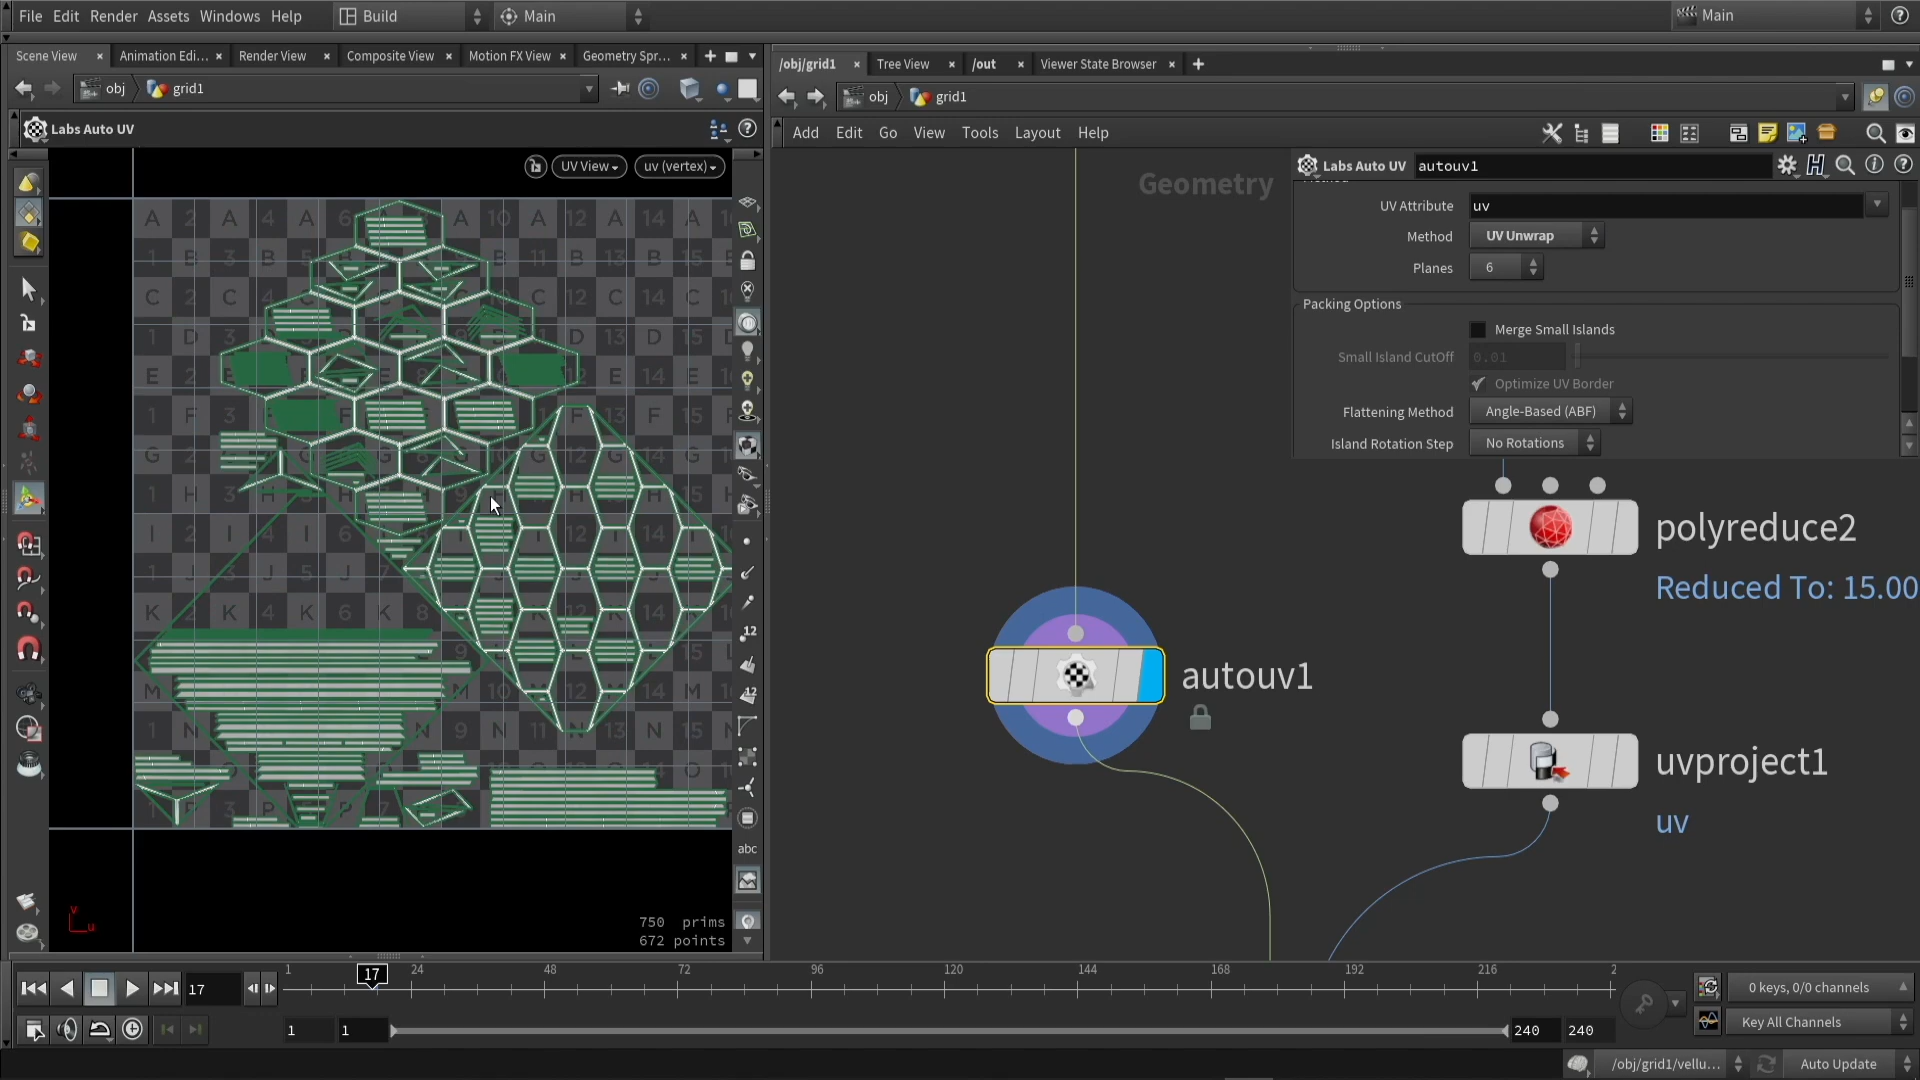 File Edit Render Assets Windows Help Build Main Main
Scene View Animation Edi... Render View Composite View Motion FX View Geometry Spr...
obj grid1
Labs Auto UV
UV View uv (vertex)
750 prims
672 points
/obj/grid1 Tree View /out Viewer State Browser
obj grid1
Add Edit Go View Tools Layout Help
Geometry
Labs Auto UV autouv1
UV Attribute uv
Method UV Unwrap
Planes 6
Packing Options
Merge Small Islands
Small Island CutOff 0.01
Optimize UV Border
Flattening Method Angle-Based (ABF)
Island Rotation Step No Rotations
polyreduce2
Reduced To: 15.00
autouv1
uvproject1
uv
12
12
abc
v
u
1 17 24 48 72 96 120 144 168 192 216 2
17
0 keys, 0/0 channels
1 1 240 240
Key All Channels
/obj/grid1/vellu... Auto Update